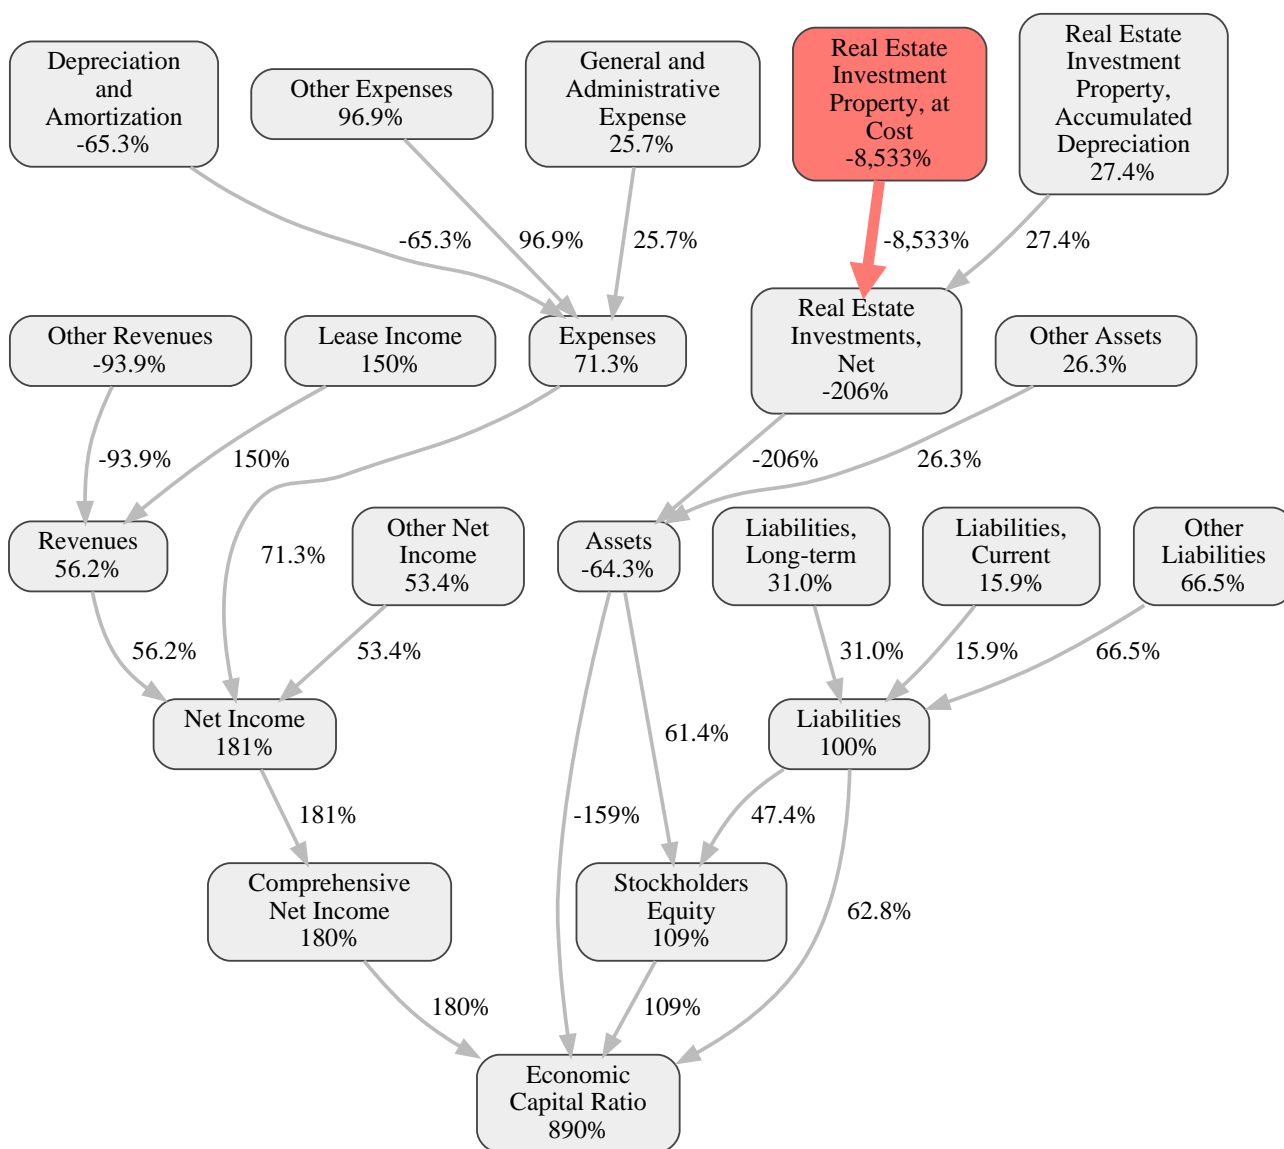 Depreciation
and
Amortization
-65.3%
Other Expenses
96.9%
General and
Administrative
Expense
25.7%
Real Estate
Investment
Property, at
Cost
-8,533%
Real Estate
Investment
Property,
Accumulated
Depreciation
27.4%
-65.3%
96.9%
25.7%
-8,533%
27.4%
Other Revenues
-93.9%
Lease Income
150%
Expenses
71.3%
Real Estate
Investments,
Net
-206%
Other Assets
26.3%
-93.9%
150%
-206%
26.3%
Revenues
56.2%
71.3%
Other Net
Income
53.4%
Assets
-64.3%
Liabilities,
Long-term
31.0%
Liabilities,
Current
15.9%
Other
Liabilities
66.5%
56.2%
53.4%
31.0%
15.9%
66.5%
Net Income
181%
61.4%
Liabilities
100%
181%
-159%
47.4%
Comprehensive
Net Income
180%
Stockholders
Equity
109%
62.8%
180%
109%
Economic
Capital Ratio
890%